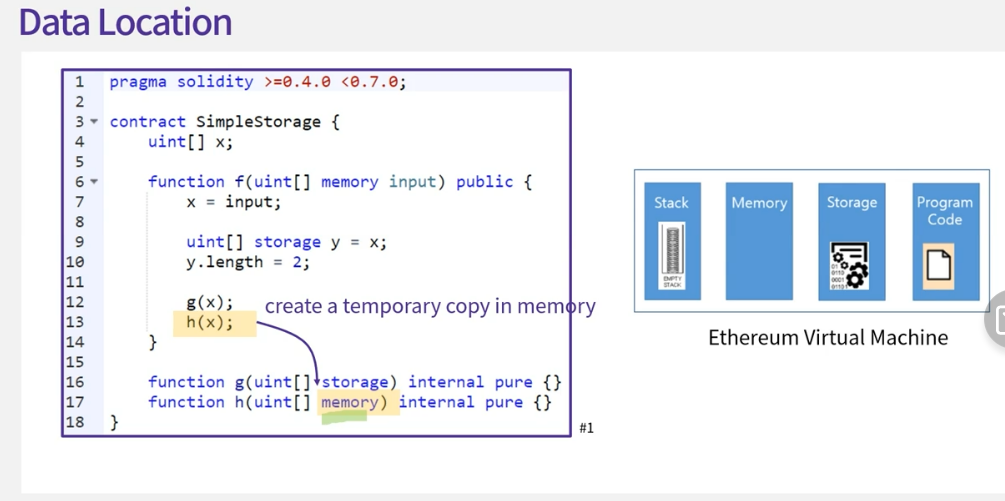 Data Location
1 pragma solidity >=0.4.0 <0.7.0;
2
3 contract SimpleStorage {
4 uint[] x;
5
6 function f(uint[] memory input) public {
7 x = input;
8
9 uint[] storage y = x;
10 y.length = 2;
11
12 g(x);
create a temporary copy in memory
13 h(x);
14 }
15
16 function g(uint[] storage) internal pure {}
17 function h(uint[] memory) internal pure {}
18 }
#1
Stack
EMPTY
STACK
Memory
Storage
Program
Code
Ethereum Virtual Machine